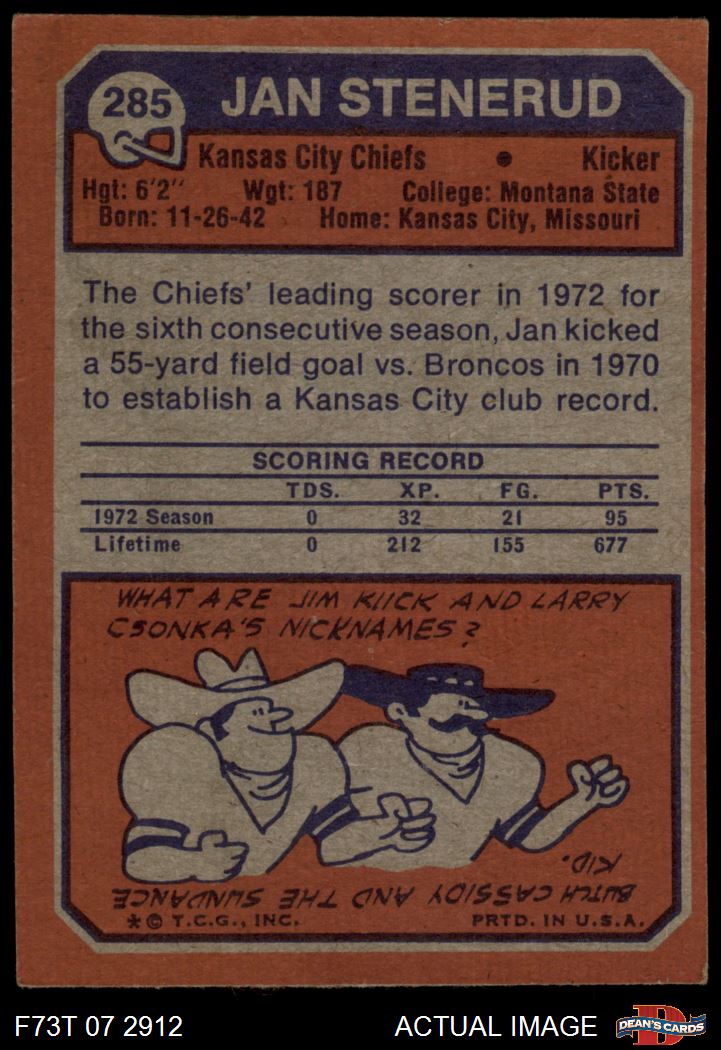 285
JAN STENERUD
Kansas City Chiefs • Kicker
Hgt: 6'2" Wgt: 187 College: Montana State
Born: 11-26-42 Home: Kansas City, Missouri
The Chiefs' leading scorer in 1972 for
the sixth consecutive season, Jan kicked
a 55-yard field goal vs. Broncos in 1970
to establish a Kansas City club record.
SCORING RECORD
TDS. XP. FG. PTS.
1972 Season 0 32 21 95
Lifetime 0 212 155 677
WHAT ARE JIM KIICK AND LARRY
CSONKA'S NICKNAMES?
BUTCH CASSIDY AND THE SUNDANCE
KID.
*© T.C.G., INC. PRTD. IN U.S.A.
F73T 07 2912 ACTUAL IMAGE
D
DEAN'S CARDS